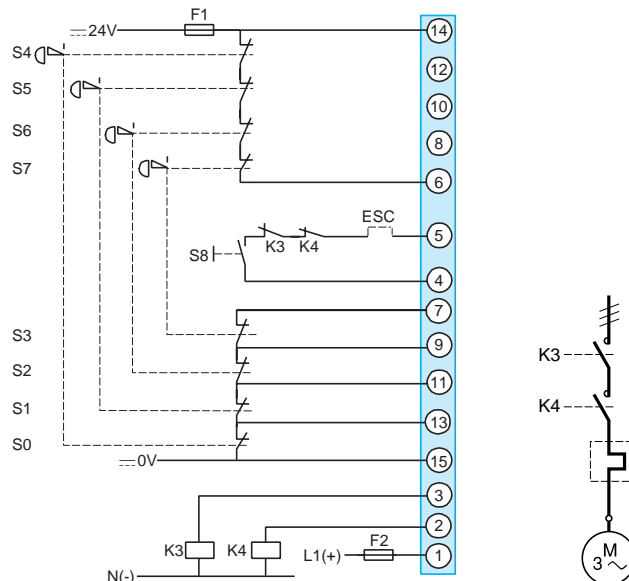 F1
24V
14
S4
12
S5
10
S6
8
S7
6
ESC
5
K3 K4
S8
4
7
S3
9
S2
11
S1
13
S0
0V
15
3
2
K3 K4
F2
L1(+)
1
N(-)
K3
K4
M
3